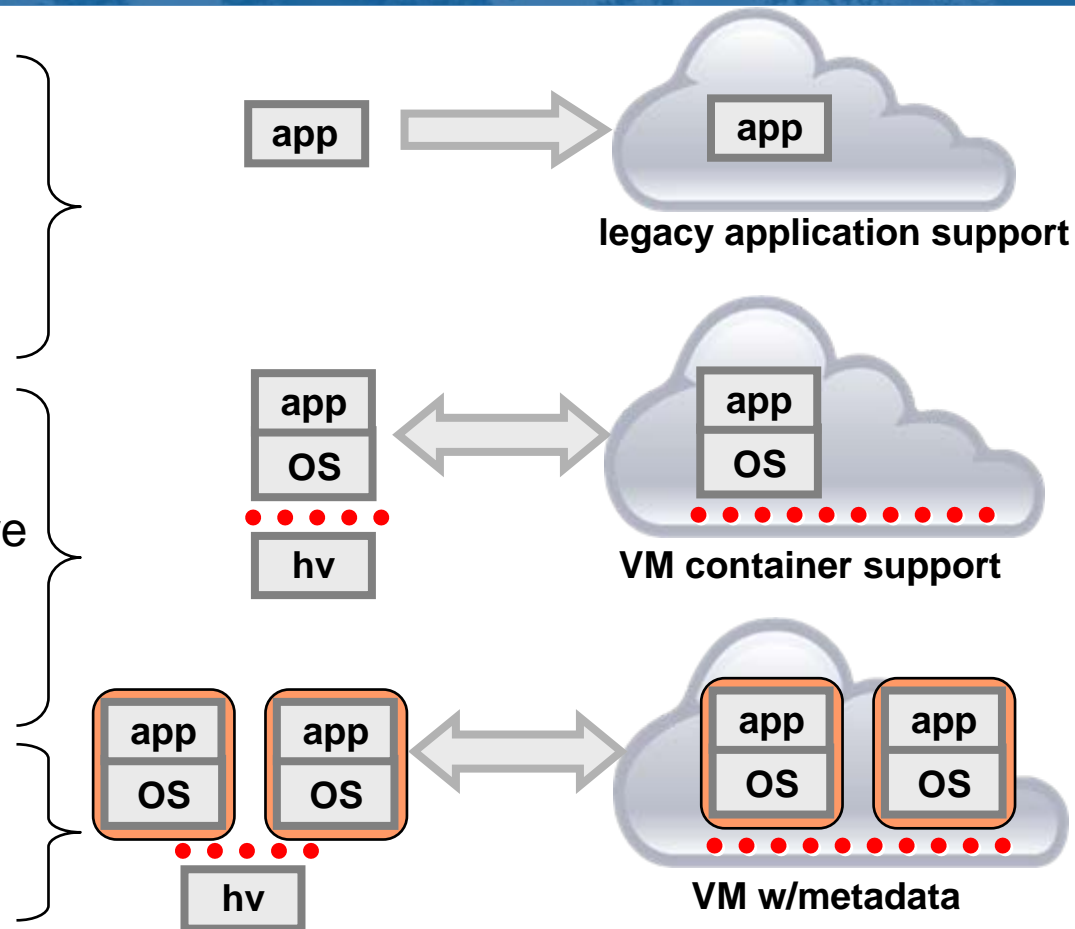 app
app
legacy application support
app
OS
hv
app
OS
VM container support
app
OS
app
OS
hv
app
OS
app
OS
VM w/metadata